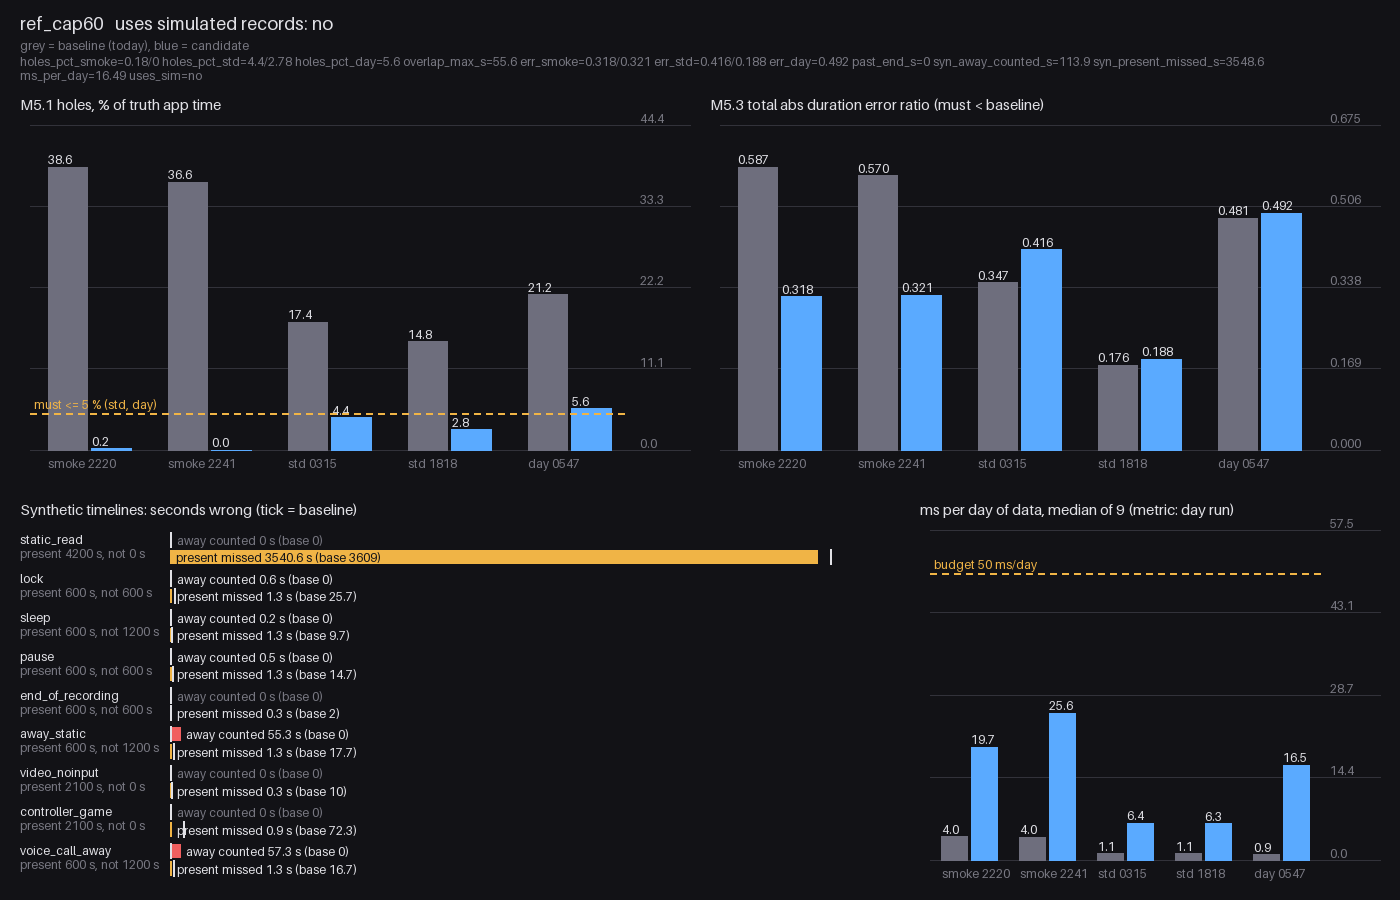 ref_cap60 uses simulated records: no
grey = baseline (today), blue = candidate
holes_pct_smoke=0.18/0 holes_pct_std=4.4/2.78 holes_pct_day=5.6 overlap_max_s=55.6 err_smoke=0.318/0.321 err_std=0.416/0.188 err_day=0.492 past_end_s=0 syn_away_counted_s=113.9 syn_present_missed_s=3548.6
ms_per_day=16.49 uses_sim=no
M5.1 holes, % of truth app time
44.4
38.6
36.6
33.3
22.2
21.2
17.4
14.8
11.1
must <= 5 % (std, day)
4.4
5.6
2.8
0.2
0.0
0.0
smoke 2220
smoke 2241
std 0315
std 1818
day 0547
M5.3 total abs duration error ratio (must < baseline)
0.675
0.587
0.570
0.506
0.481
0.492
0.416
0.347
0.338
0.318
0.321
0.176
0.188
0.169
0.000
smoke 2220
smoke 2241
std 0315
std 1818
day 0547
Synthetic timelines: seconds wrong (tick = baseline)
static_read
away counted 0 s (base 0)
present 4200 s, not 0 s
present missed 3540.6 s (base 3609)
lock
away counted 0.6 s (base 0)
present 600 s, not 600 s
present missed 1.3 s (base 25.7)
sleep
away counted 0.2 s (base 0)
present 600 s, not 1200 s
present missed 1.3 s (base 9.7)
pause
away counted 0.5 s (base 0)
present 600 s, not 600 s
present missed 1.3 s (base 14.7)
end_of_recording
away counted 0 s (base 0)
present 600 s, not 600 s
present missed 0.3 s (base 2)
away_static
away counted 55.3 s (base 0)
present 600 s, not 1200 s
present missed 1.3 s (base 17.7)
video_noinput
away counted 0 s (base 0)
present 2100 s, not 0 s
present missed 0.3 s (base 10)
controller_game
away counted 0 s (base 0)
present 2100 s, not 0 s
present missed 0.9 s (base 72.3)
voice_call_away
away counted 57.3 s (base 0)
present 600 s, not 1200 s
present missed 1.3 s (base 16.7)
ms per day of data, median of 9 (metric: day run)
57.5
budget 50 ms/day
43.1
28.7
25.6
19.7
16.5
14.4
4.0
4.0
6.4
6.3
1.1
1.1
0.9
0.0
smoke 2220
smoke 2241
std 0315
std 1818
day 0547